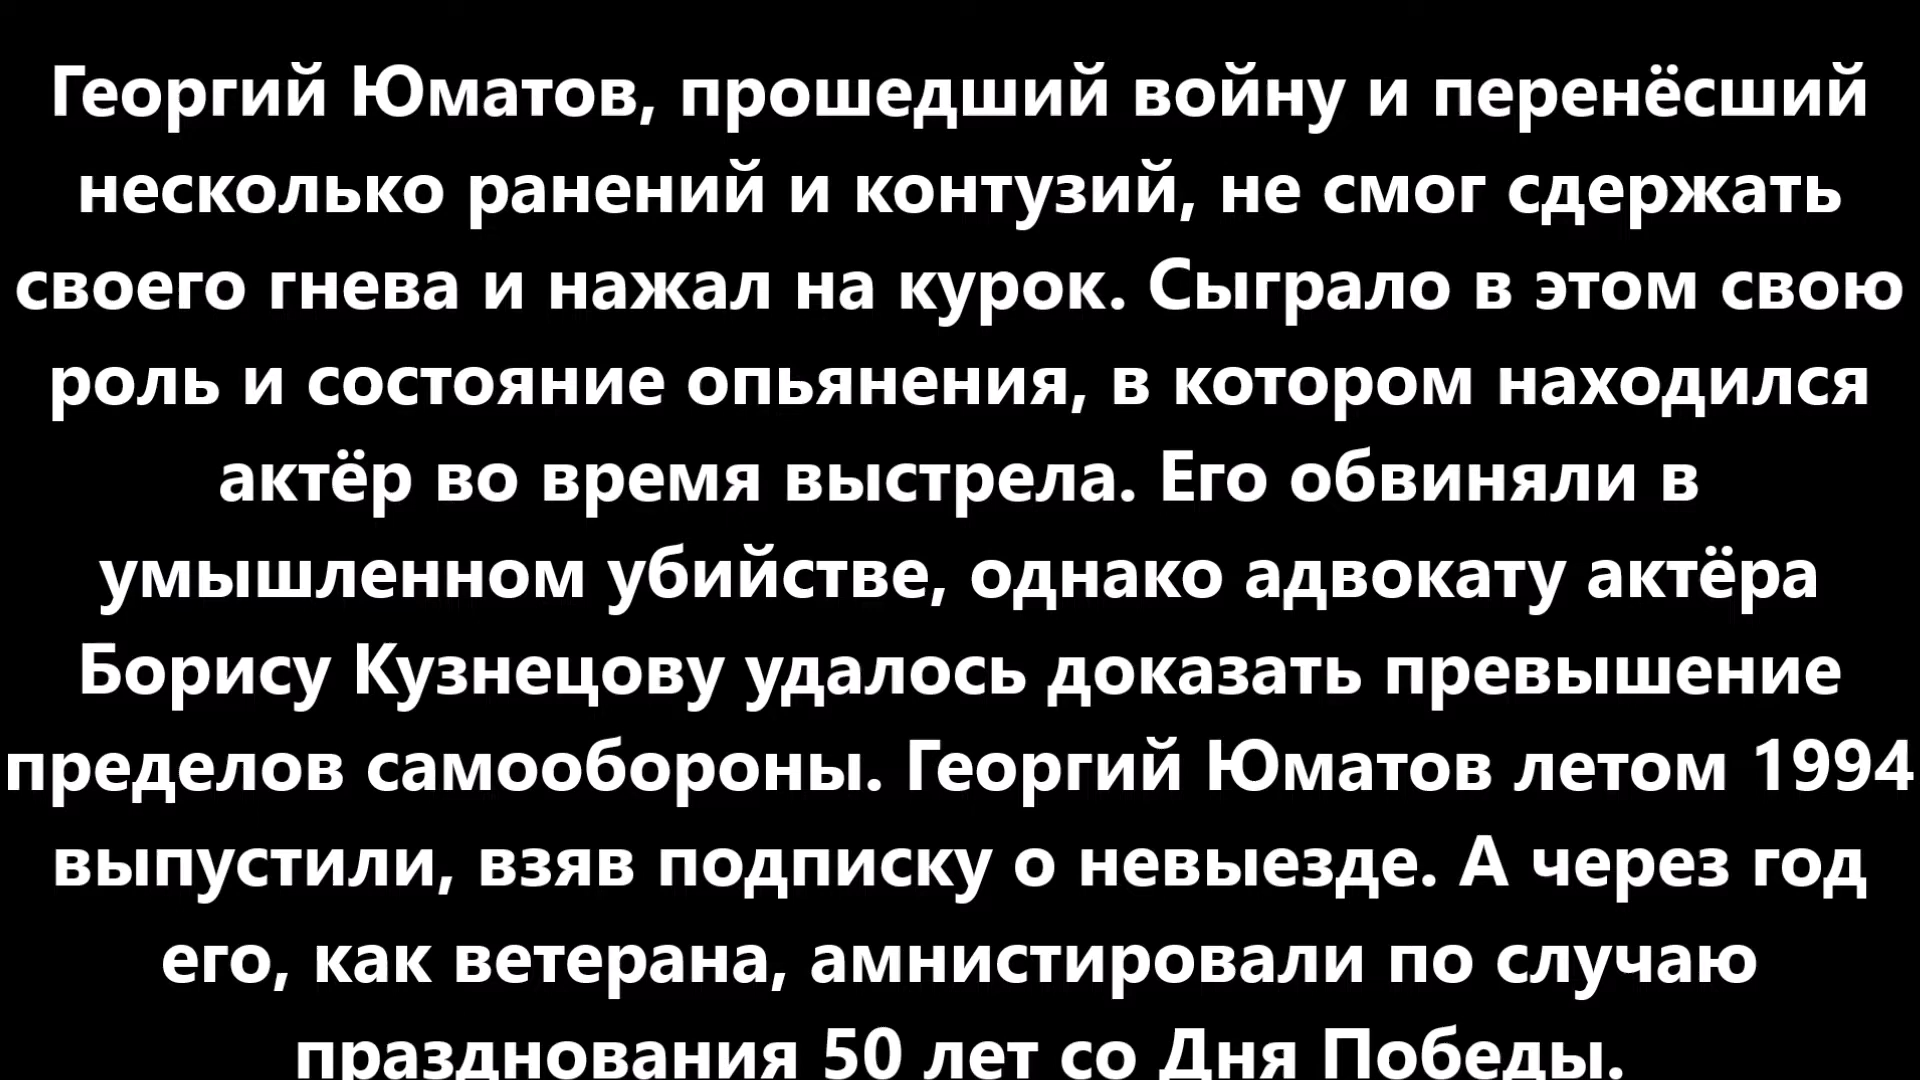 Георгий Юматов, прошедший войну и перенёсший
несколько ранений и контузий, не смог сдержать
своего гнева и нажал на курок. Сыграло в этом свою
роль и состояние опьянения, в котором находился
актёр во время выстрела. Его обвиняли в
умышленном убийстве, однако адвокату актёра
Борису Кузнецову удалось доказать превышение
пределов самообороны. Георгий Юматов летом 1994
выпустили, взяв подписку о невыезде. А через год
его, как ветерана, амнистировали по случаю
празднования 50 лет со Дня Победы.